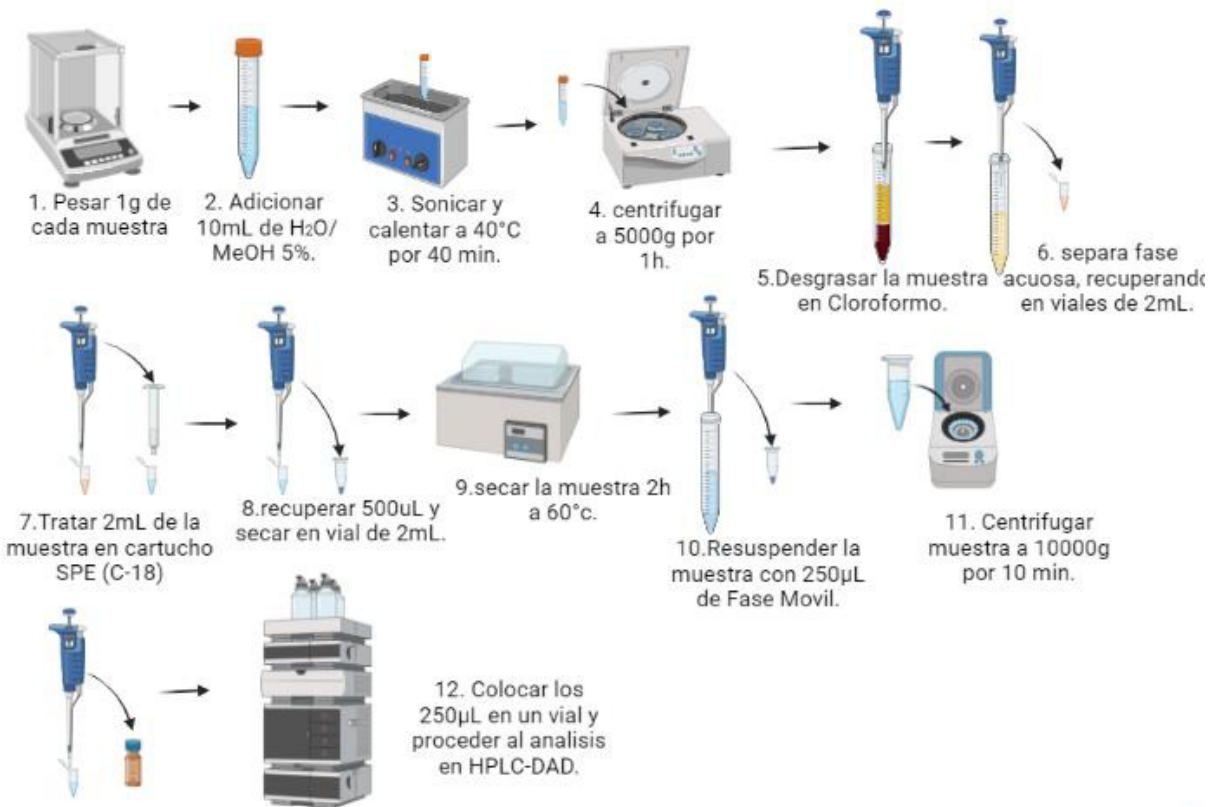 1. Pesar 1g de
cada muestra
2. Adicionar
10mL de H₂O/
MeOH 5%.
3. Sonicar y
calentar a 40°C
por 40 min.
4. centrifugar
a 5000g por
1h.
5.Desgrasar la muestra
en Cloroformo.
6. separa fase
acuosa, recuperando
en viales de 2mL.
7.Tratar 2mL de la
muestra en cartucho
SPE (C-18)
8.recuperar 500uL y
secar en vial de 2mL.
9.secar la muestra 2h
a 60°c.
10.Resuspender la
muestra con 250µL
de Fase Movil.
11. Centrifugar
muestra a 10000g
por 10 min.
12. Colocar los
250µL en un vial y
proceder al analisis
en HPLC-DAD.